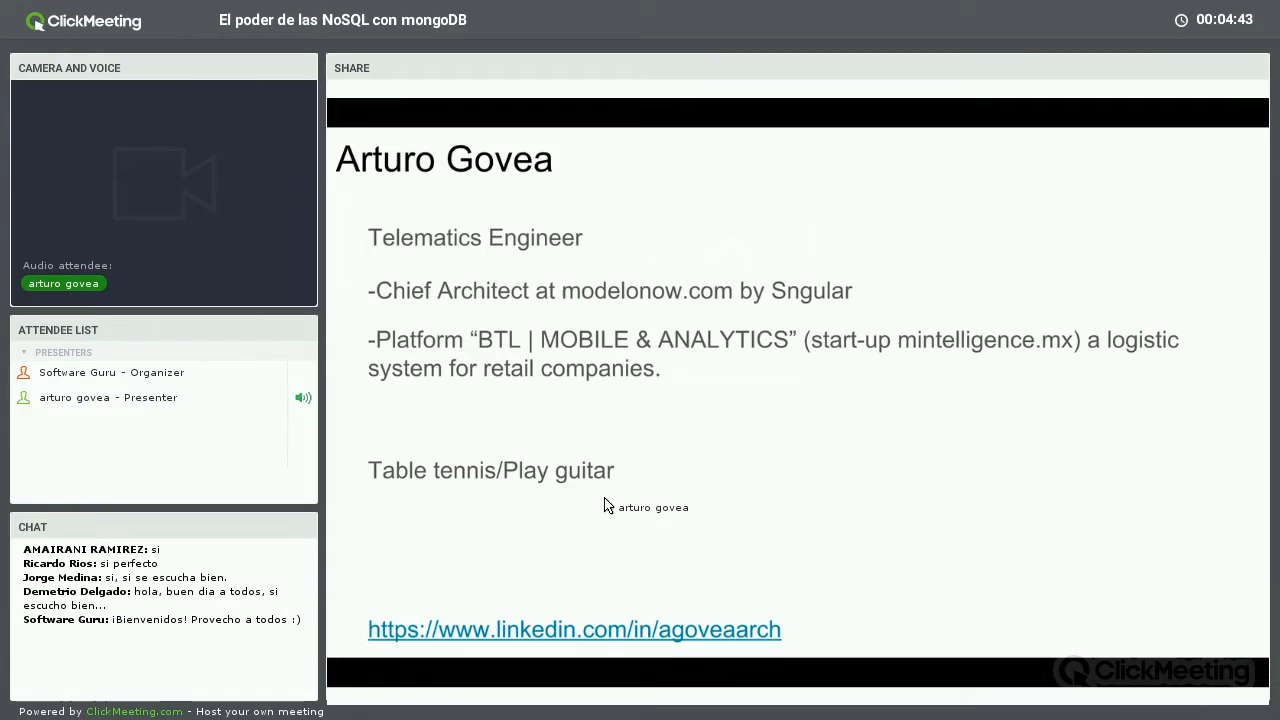 ClickMeeting
El poder de las NoSQL con mongoDB
00:04:43
CAMERA AND VOICE
Audio attendee:
arturo govea
ATTENDEE LIST
PRESENTERS
Software Guru - Organizer
arturo govea - Presenter
CHAT
AMAIRANI RAMIREZ: si
Ricardo Rios: si perfecto
Jorge Medina: si, si se escucha bien.
Demetrio Delgado: hola, buen dia a todos, si
escucho bien...
Software Guru: ¡Bienvenidos! Provecho a todos :)
SHARE
Arturo Govea
Telematics Engineer
-Chief Architect at modelonow.com by Sngular
-Platform “BTL | MOBILE & ANALYTICS” (start-up mintelligence.mx) a logistic
system for retail companies.
Table tennis/Play guitar
arturo govea
https://www.linkedin.com/in/agoveaarch
ClickMeeting
Powered by ClickMeeting.com - Host your own meeting